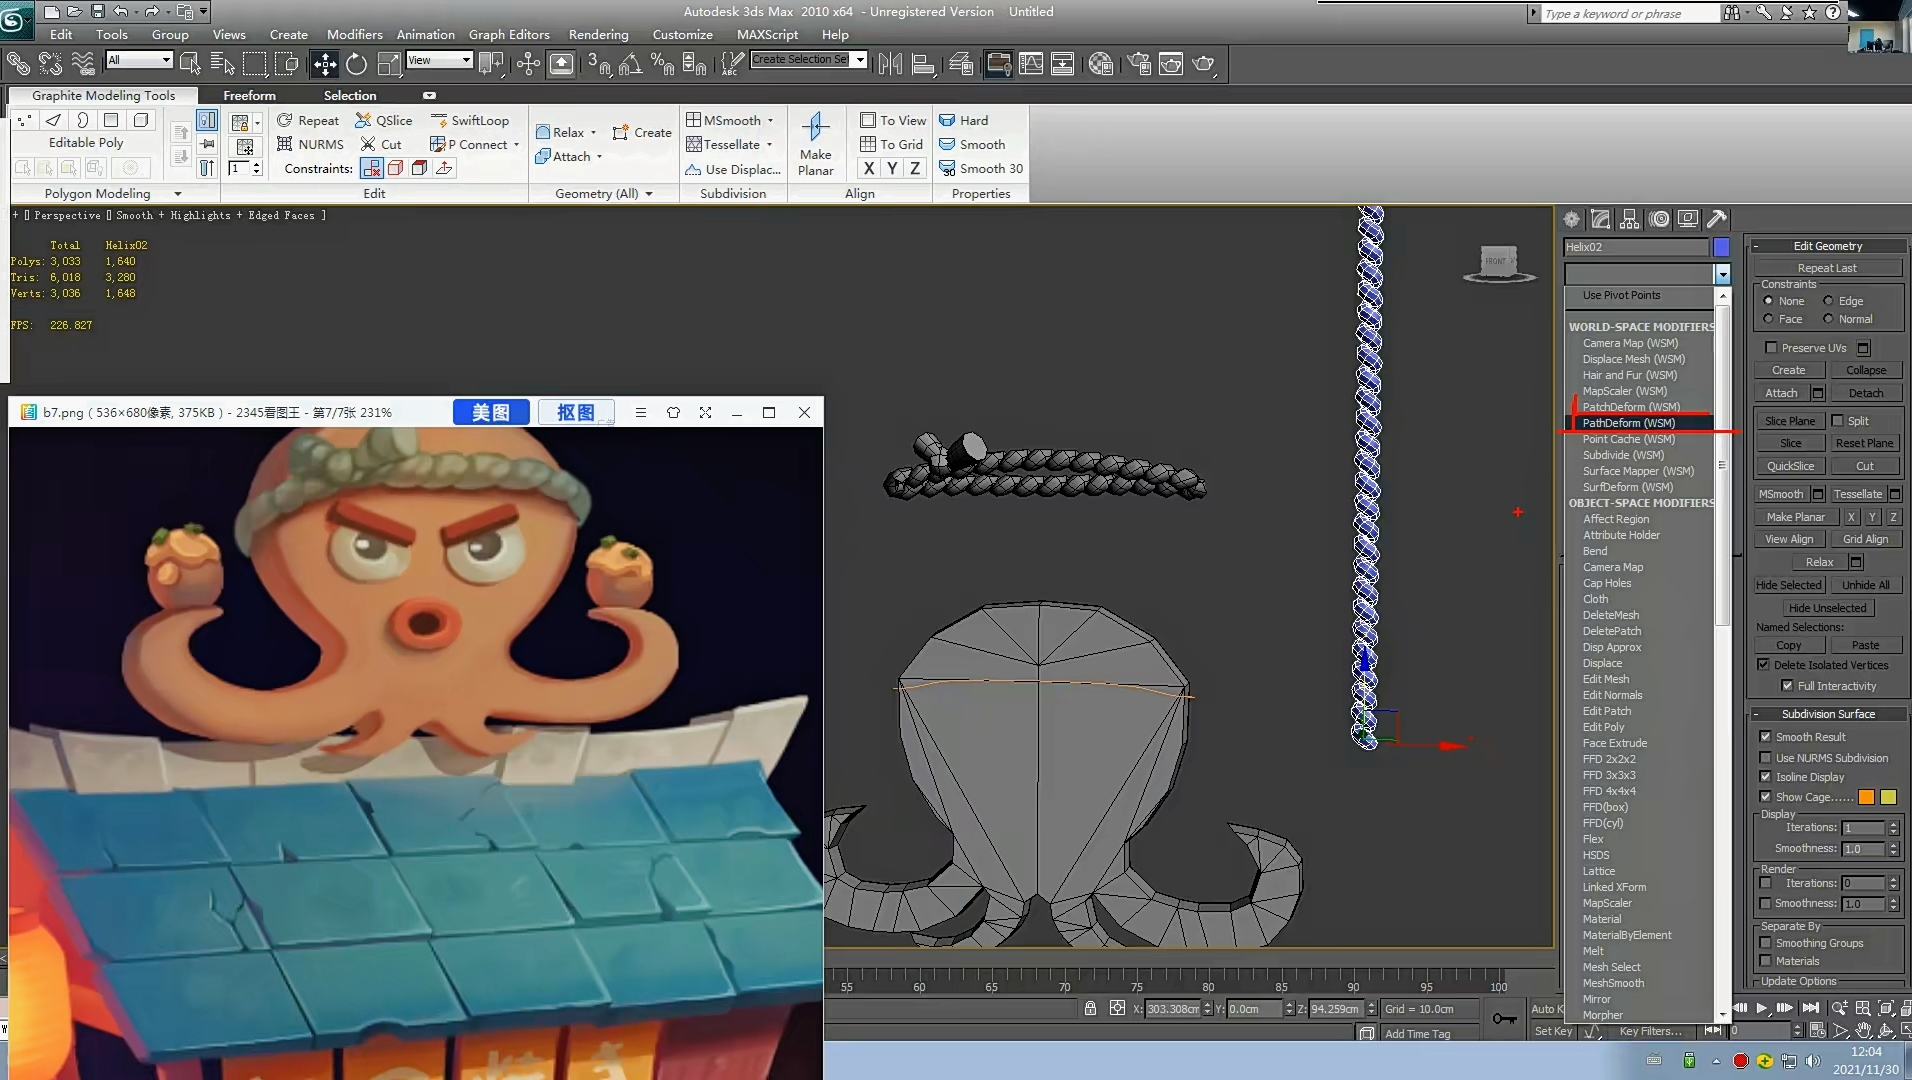 Autodesk 3ds Max  2010 x64  - Unregistered Version    Untitled
Type a keyword or phrase
Edit Tools Group Views Create Modifiers Animation Graph Editors Rendering Customize MAXScript Help
All View Create Selection Se
Graphite Modeling Tools Freeform Selection
Repeat QSlice SwiftLoop
Relax Create
MSmooth
To View Hard
Editable Poly
NURMS Cut P Connect
Attach
Tessellate
Make Planar
To Grid Smooth
1 Constraints:
Use Displac...
X Y Z Smooth 30
Polygon Modeling Edit Geometry (All) Subdivision Align Properties
+ [] Perspective [] Smooth + Highlights + Edged Faces ]
Total Helix02
Polys: 3,033 1,640
Tris: 6,018 3,280
Verts: 3,036 1,648
FPS: 226.827
FRONT
b7.png ( 536×680像素, 375KB ) - 2345看图王 - 第7/7张 231%
美图 抠图
Helix02
Use Pivot Points
WORLD-SPACE MODIFIERS
Camera Map (WSM)
Displace Mesh (WSM)
Hair and Fur (WSM)
MapScaler (WSM)
PatchDeform (WSM)
PathDeform (WSM)
Point Cache (WSM)
Subdivide (WSM)
Surface Mapper (WSM)
SurfDeform (WSM)
OBJECT-SPACE MODIFIERS
Affect Region
Attribute Holder
Bend
Camera Map
Cap Holes
Cloth
DeleteMesh
DeletePatch
Disp Approx
Displace
Edit Mesh
Edit Normals
Edit Patch
Edit Poly
Face Extrude
FFD 2x2x2
FFD 3x3x3
FFD 4x4x4
FFD(box)
FFD(cyl)
Flex
HSDS
Lattice
Linked XForm
MapScaler
Material
MaterialByElement
Melt
Mesh Select
MeshSmooth
Mirror
Morpher
- Edit Geometry
Repeat Last
Constraints
None Edge
Face Normal
Preserve UVs
Create Collapse
Attach Detach
Slice Plane Split
Slice Reset Plane
QuickSlice Cut
MSmooth Tessellate
Make Planar X Y Z
View Align Grid Align
Relax
Hide Selected Unhide All
Hide Unselected
Named Selections:
Copy Paste
Delete Isolated Vertices
Full Interactivity
- Subdivision Surface
Smooth Result
Use NURMS Subdivision
Isoline Display
Show Cage......
Display
Iterations: 1
Smoothness: 1.0
Render
Iterations: 0
Smoothness: 1.0
Separate By
Smoothing Groups
Materials
Update Options
55 60 65 70 75 80 85 90 95 100
X: 303.308cm Y: 0.0cm Z: 94.259cm Grid = 10.0cm Auto K
Add Time Tag Set Key Key Filters... 0
12:04
2021/11/30